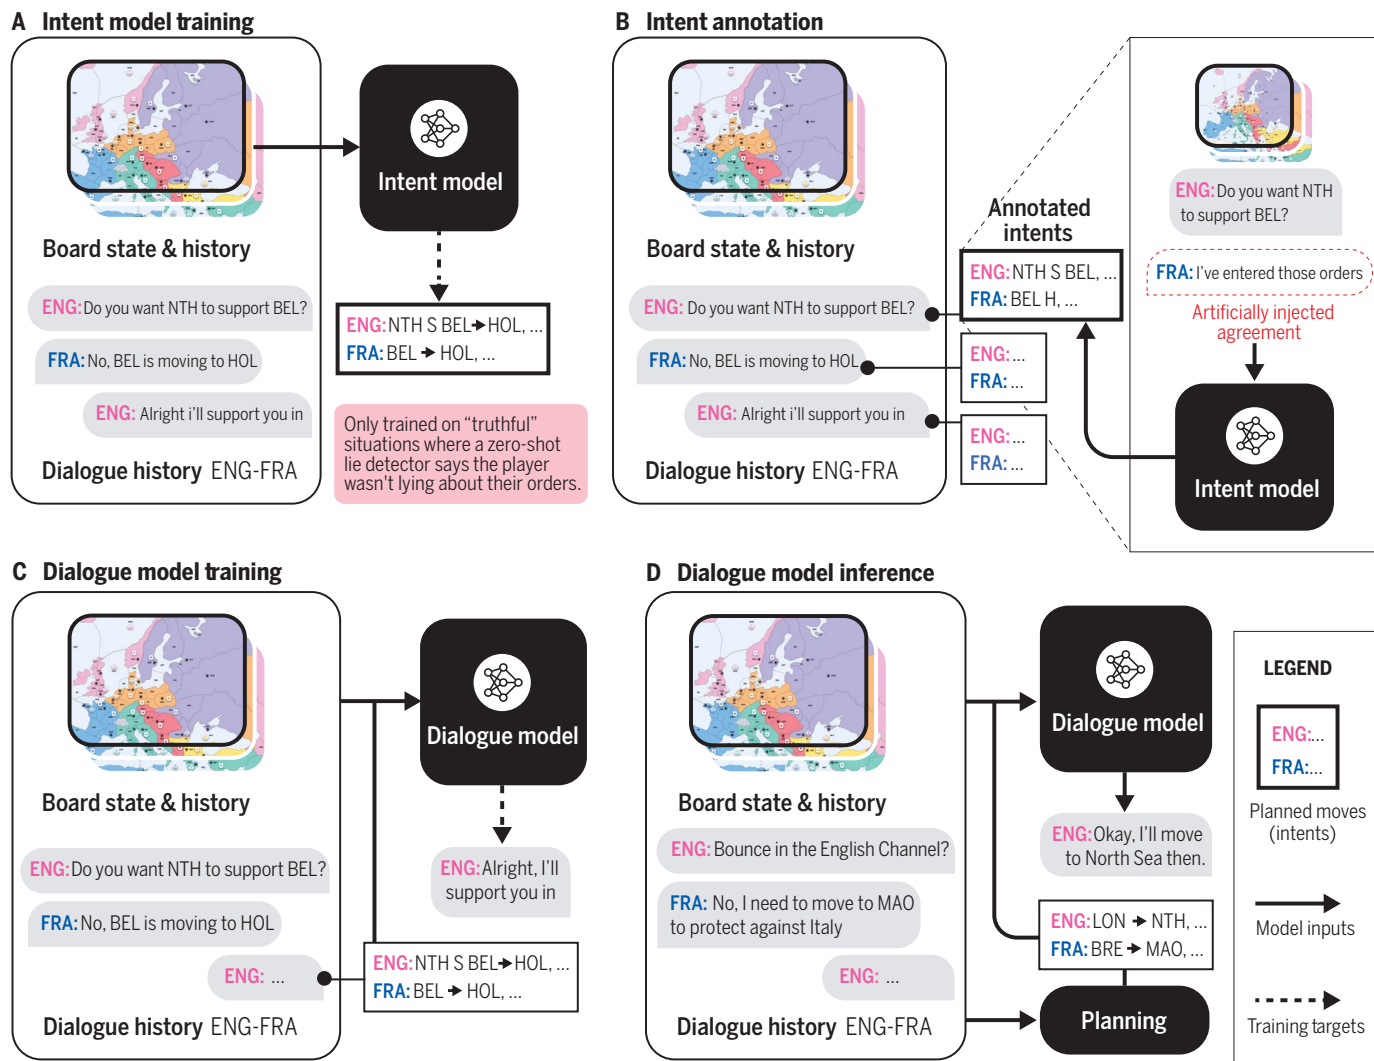 A Intent model training
Intent model
Board state & history
ENG: Do you want NTH to support BEL?
FRA: No, BEL is moving to HOL
ENG: Alright i'll support you in
Dialogue history ENG-FRA
ENG: NTH S BEL→HOL, ...
FRA: BEL → HOL, ...
Only trained on “truthful”
situations where a zero-shot
lie detector says the player
wasn't lying about their orders.
B Intent annotation
Board state & history
ENG: Do you want NTH to support BEL?
FRA: No, BEL is moving to HOL
ENG: Alright i'll support you in
Dialogue history ENG-FRA
Annotated
intents
ENG: NTH S BEL, ...
FRA: BEL H, ...
ENG: ...
FRA: ...
ENG: ...
FRA: ...
ENG: Do you want NTH
to support BEL?
FRA: I've entered those orders
Artificially injected
agreement
Intent model
C Dialogue model training
Board state & history
ENG: Do you want NTH to support BEL?
FRA: No, BEL is moving to HOL
ENG: ...
Dialogue history ENG-FRA
Dialogue model
ENG: Alright, I'll
support you in
ENG: NTH S BEL→HOL, ...
FRA: BEL → HOL, ...
D Dialogue model inference
Board state & history
ENG: Bounce in the English Channel?
FRA: No, I need to move to MAO
to protect against Italy
ENG: ...
Dialogue history ENG-FRA
Dialogue model
ENG: Okay, I'll move
to North Sea then.
ENG: LON → NTH, ...
FRA: BRE → MAO, ...
Planning
LEGEND
ENG:...
FRA:...
Planned moves
(intents)
Model inputs
Training targets